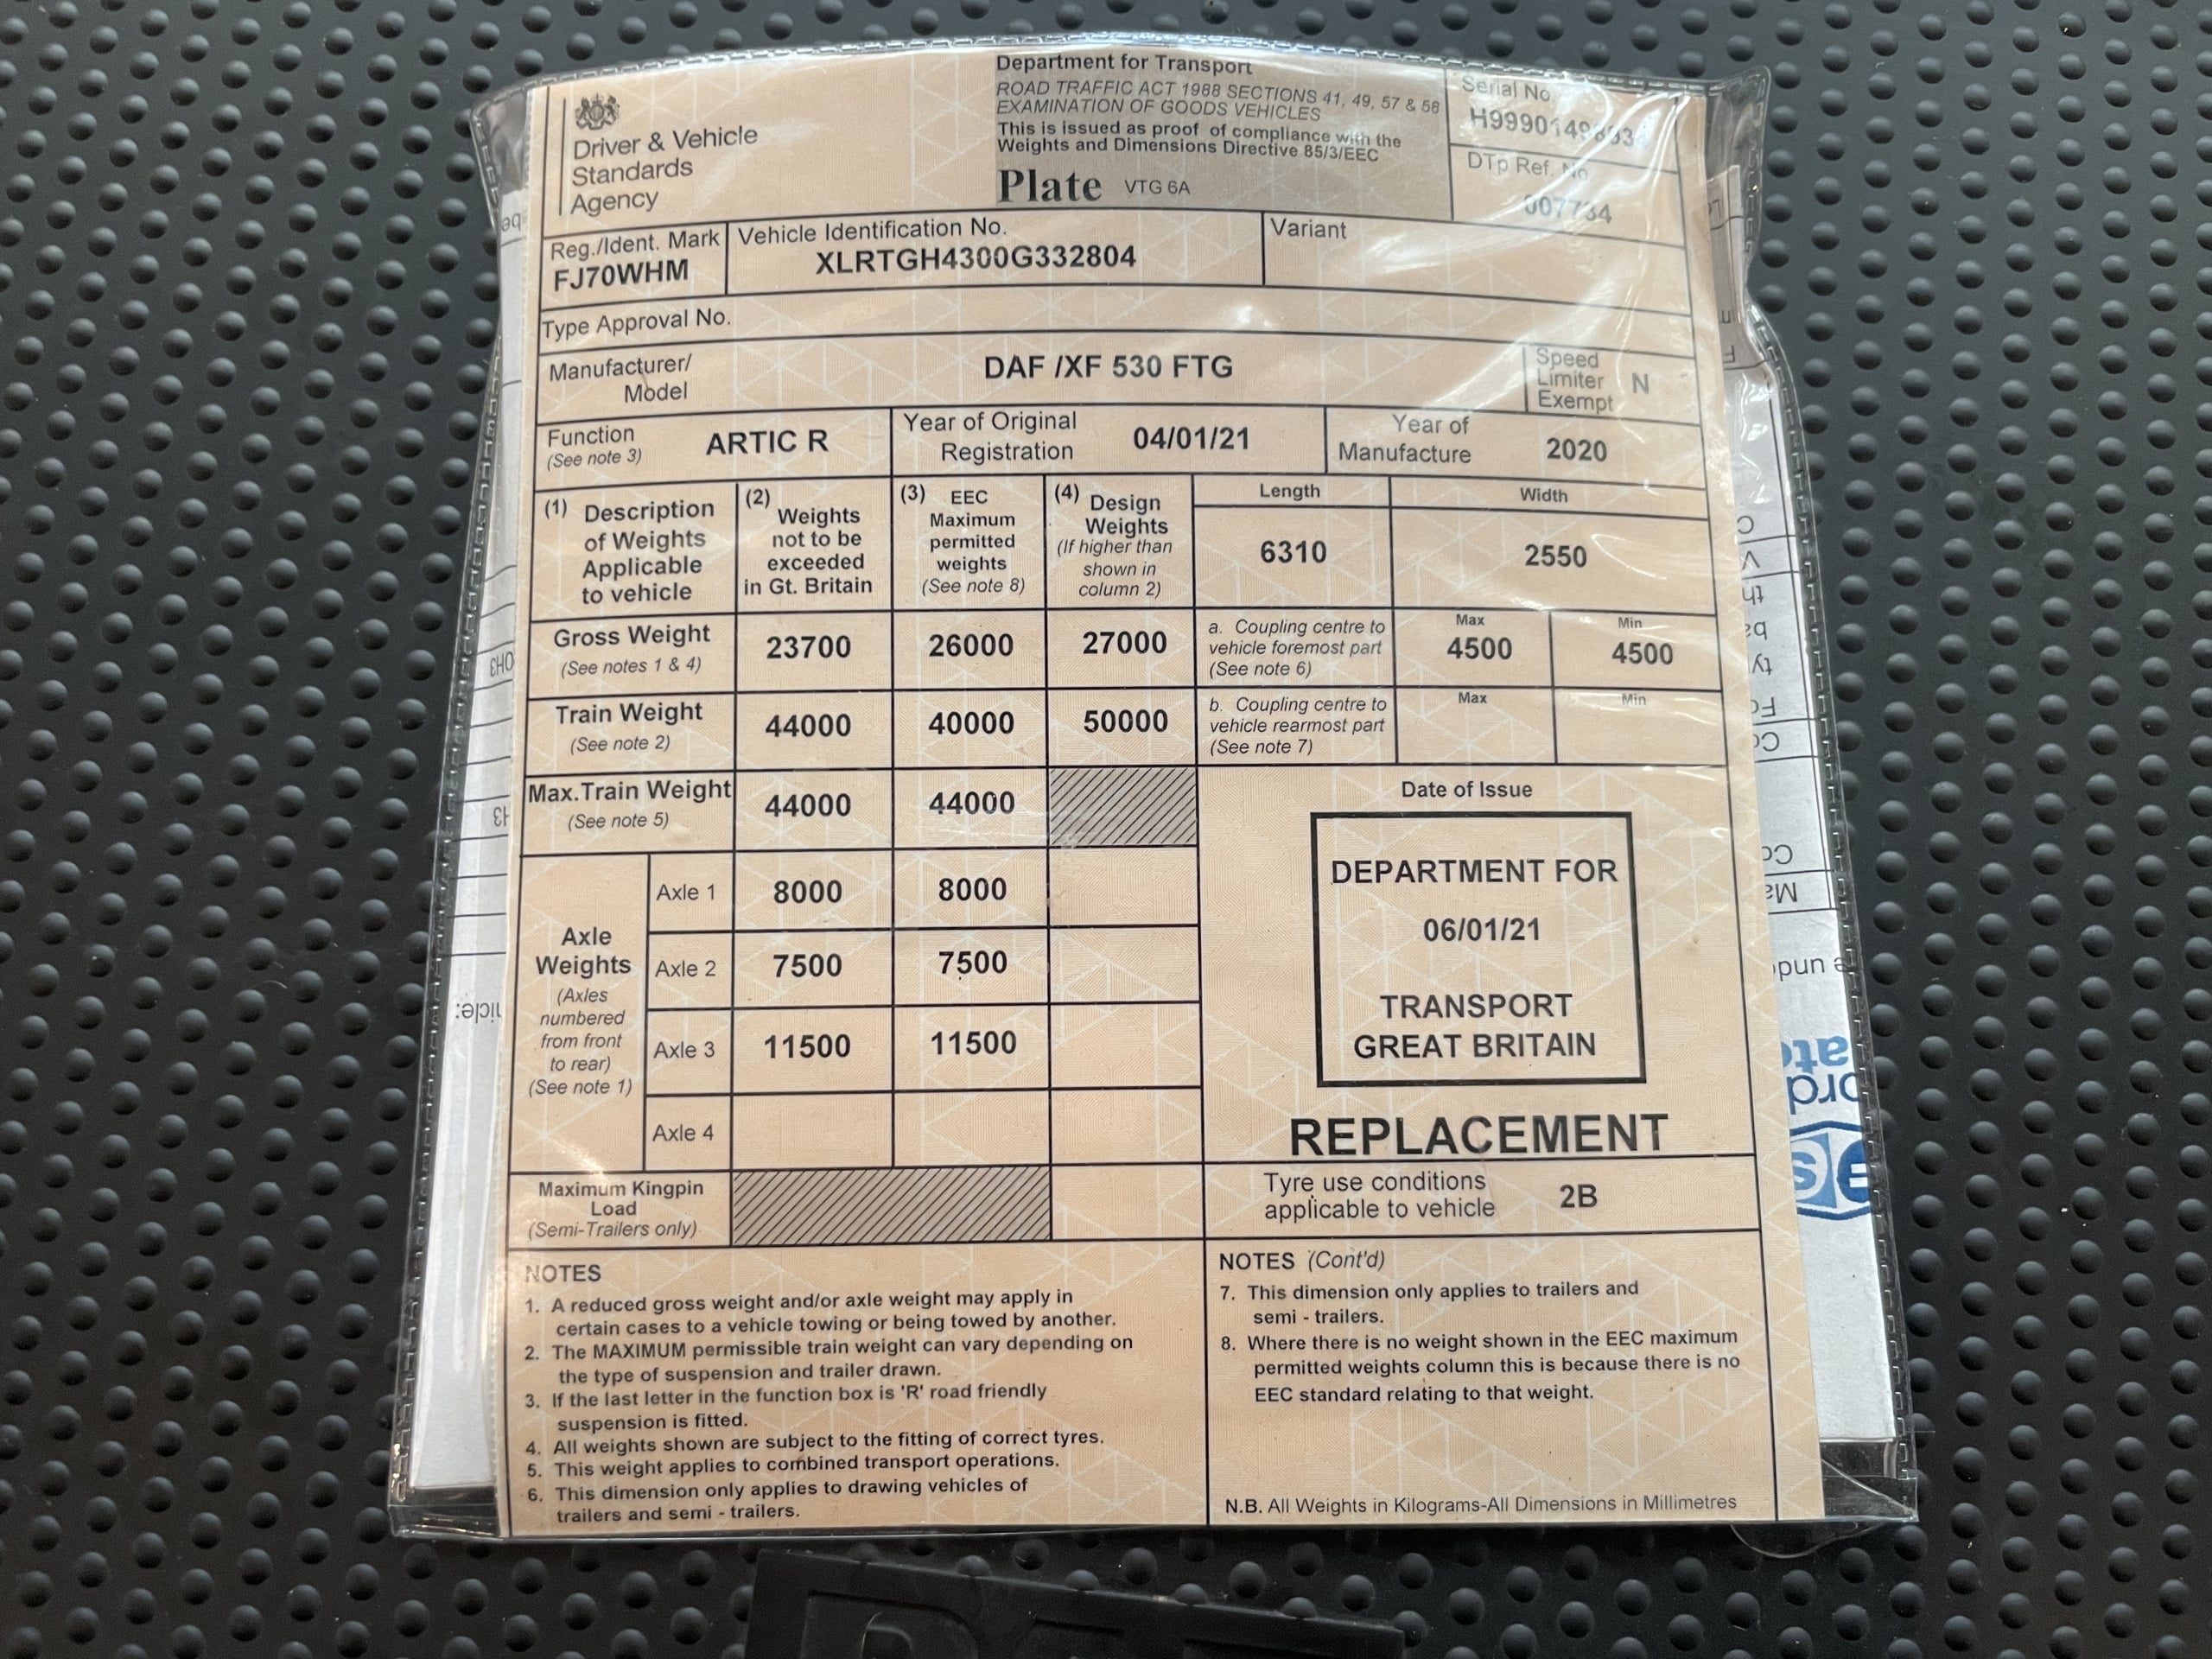 Driver & Vehicle
Standards
Agency
Department for Transport
ROAD TRAFFIC ACT 1988 SECTIONS 41, 49, 57 & 58
EXAMINATION OF GOODS VEHICLES
This is issued as proof of compliance with the
Weights and Dimensions Directive 85/3/EEC
Plate VTG 6A
Serial No.
DTp Ref. No.
Reg./Ident. Mark
FJ70WHM
Vehicle Identification No.
XLRTGH4300G332804
Variant
Type Approval No.
Manufacturer/
Model
DAF /XF 530 FTG
Speed
Limiter
Exempt
N
Function
(See note 3)
ARTIC R
Year of Original
Registration
04/01/21
Year of
Manufacture
2020
(1) Description
of Weights
Applicable
to vehicle
(2) Weights
not to be
exceeded
in Gt. Britain
(3) EEC
Maximum
permitted
weights
(See note 8)
(4) Design
Weights
(If higher than
shown in
column 2)
Length
6310
Width
2550
Gross Weight
(See notes 1 & 4)
23700
26000
27000
a. Coupling centre to
vehicle foremost part
(See note 6)
Max
4500
Min
4500
Train Weight
(See note 2)
44000
40000
50000
b. Coupling centre to
vehicle rearmost part
(See note 7)
Max
Min
Max.Train Weight
(See note 5)
44000
44000
Axle
Weights
(Axles
numbered
from front
to rear)
(See note 1)
Axle 1
8000
8000
Axle 2
7500
7500
Axle 3
11500
11500
Axle 4
Date of Issue
DEPARTMENT FOR
06/01/21
TRANSPORT
GREAT BRITAIN
REPLACEMENT
Maximum Kingpin
Load
(Semi-Trailers only)
Tyre use conditions
applicable to vehicle
2B
NOTES
1. A reduced gross weight and/or axle weight may apply in
certain cases to a vehicle towing or being towed by another.
2. The MAXIMUM permissible train weight can vary depending on
the type of suspension and trailer drawn.
3. If the last letter in the function box is 'R' road friendly
suspension is fitted.
4. All weights shown are subject to the fitting of correct tyres.
5. This weight applies to combined transport operations.
6. This dimension only applies to drawing vehicles of
trailers and semi - trailers.
NOTES (Cont'd)
7. This dimension only applies to trailers and
semi - trailers.
8. Where there is no weight shown in the EEC maximum
permitted weights column this is because there is no
EEC standard relating to that weight.
N.B. All Weights in Kilograms-All Dimensions in Millimetres